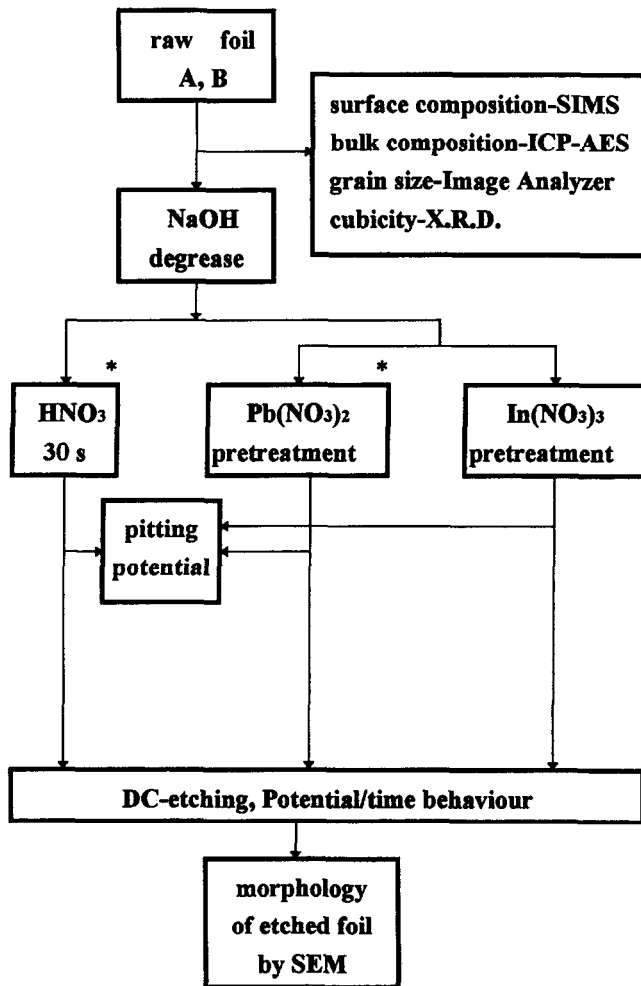 raw foil
A, B
surface composition-SIMS
bulk composition-ICP-AES
grain size-Image Analyzer
cubicity-X.R.D.
NaOH
degrease
*
*
HNO3
30 s
Pb(NO3)2
pretreatment
In(NO3)3
pretreatment
pitting
potential
DC-etching, Potential/time behaviour
morphology
of etched foil
by SEM